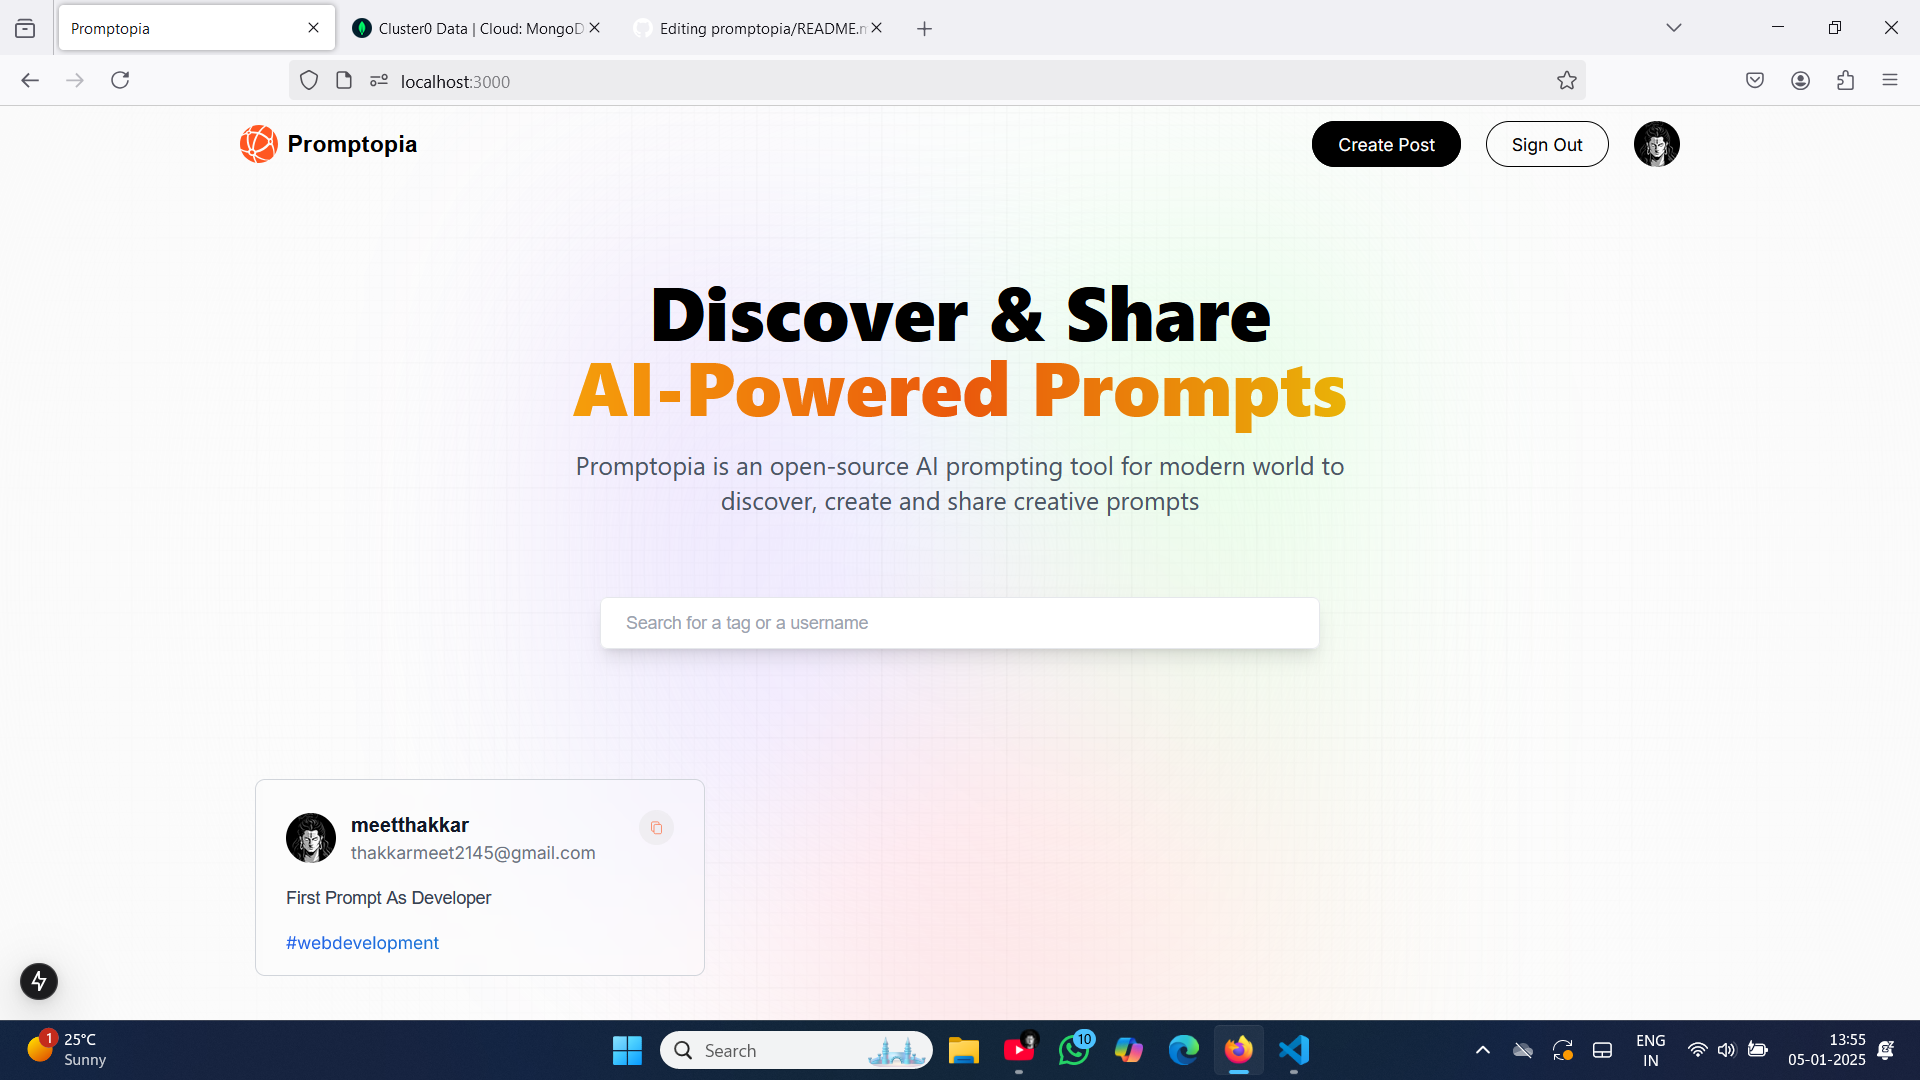 Promptopia
Cluster0 Data | Cloud: MongoD
Editing promptopia/README.m
localhost:3000
Promptopia
Create Post
Sign Out
Discover & Share
AI-Powered Prompts
Promptopia is an open-source AI prompting tool for modern world to
discover, create and share creative prompts
Search for a tag or a username
meetthakkar
thakkarmeet2145@gmail.com
First Prompt As Developer
#webdevelopment
1
25°C
Sunny
Search
10
ENG
IN
13:55
05-01-2025